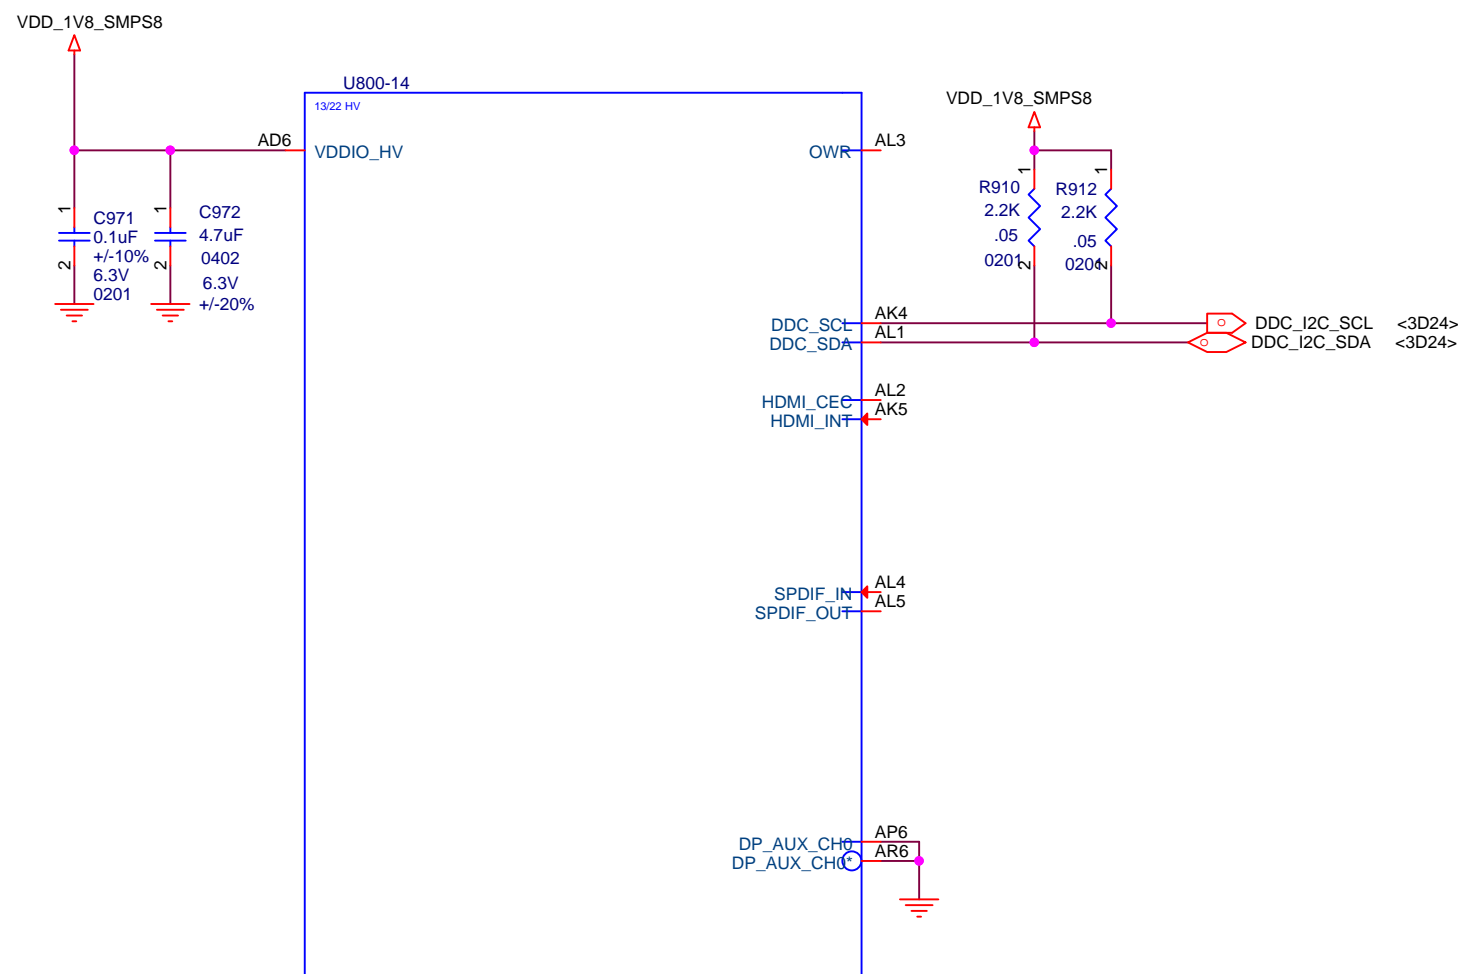 VDD_1V8_SMPS8
U800-14
13/22 HV
VDD_1V8_SMPS8
AD6
VDDIO_HV
OWR
AL3
1
C971
0.1uF
+/-10%
6.3V
0201
2
1
C972
4.7uF
0402
6.3V
+/-20%
2
1
R910
2.2K
.05
0201
2
1
R912
2.2K
.05
0201
2
DDC_SCL
AK4
DDC_I2C_SCL <3D24>
DDC_SDA
AL1
DDC_I2C_SDA <3D24>
HDMI_CEC
AL2
HDMI_INT
AK5
SPDIF_IN
AL4
SPDIF_OUT
AL5
DP_AUX_CH0
AP6
DP_AUX_CH0*
AR6